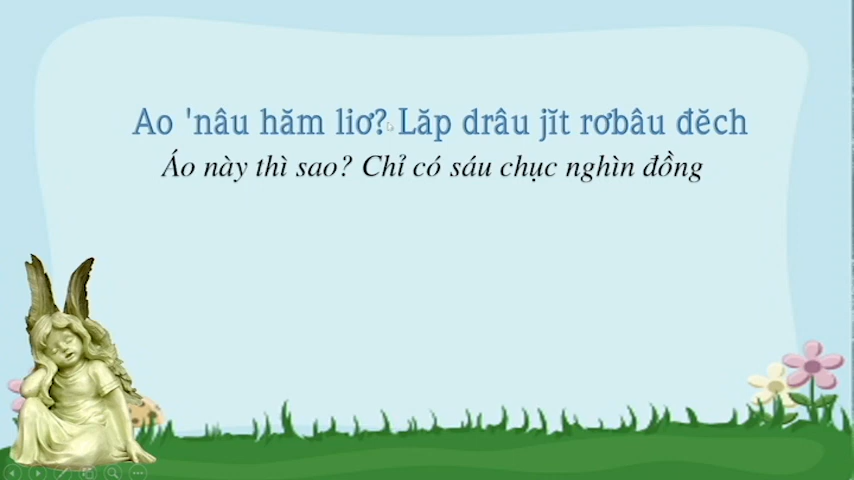 Ao 'nâu hăm liơ? Lăp drâu jĭt rơbâu đĕch
Áo này thì sao? Chỉ có sáu chục nghìn đồng